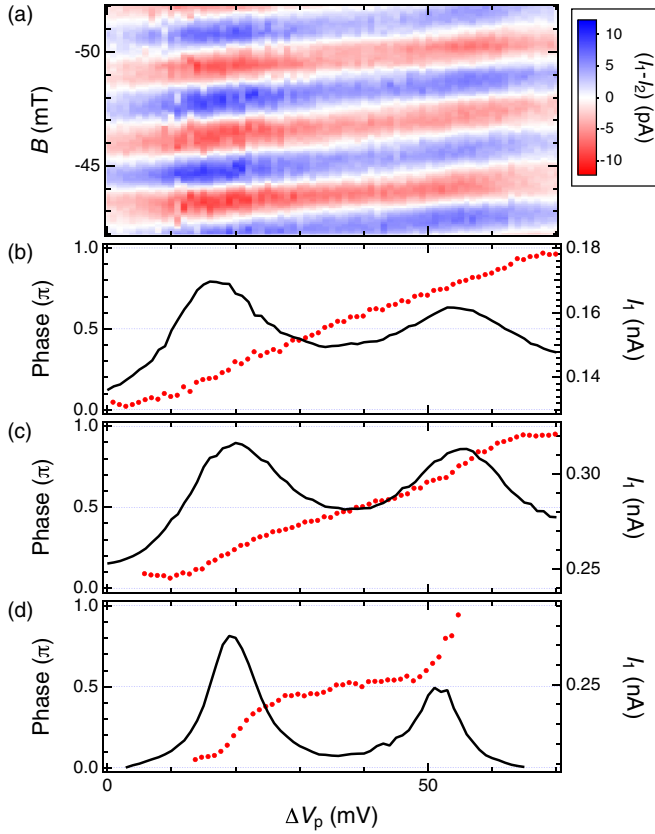 (a)
-50
-45
B (mT)
10
5
0
-5
-10
(I1-I2) (pA)
(b)
1.0
0.5
0.0
Phase (π)
0.18
0.16
0.14
I1 (nA)
(c)
1.0
0.5
0.0
Phase (π)
0.30
0.25
I1 (nA)
(d)
1.0
0.5
0.0
Phase (π)
0.25
I1 (nA)
0
50
ΔVp (mV)